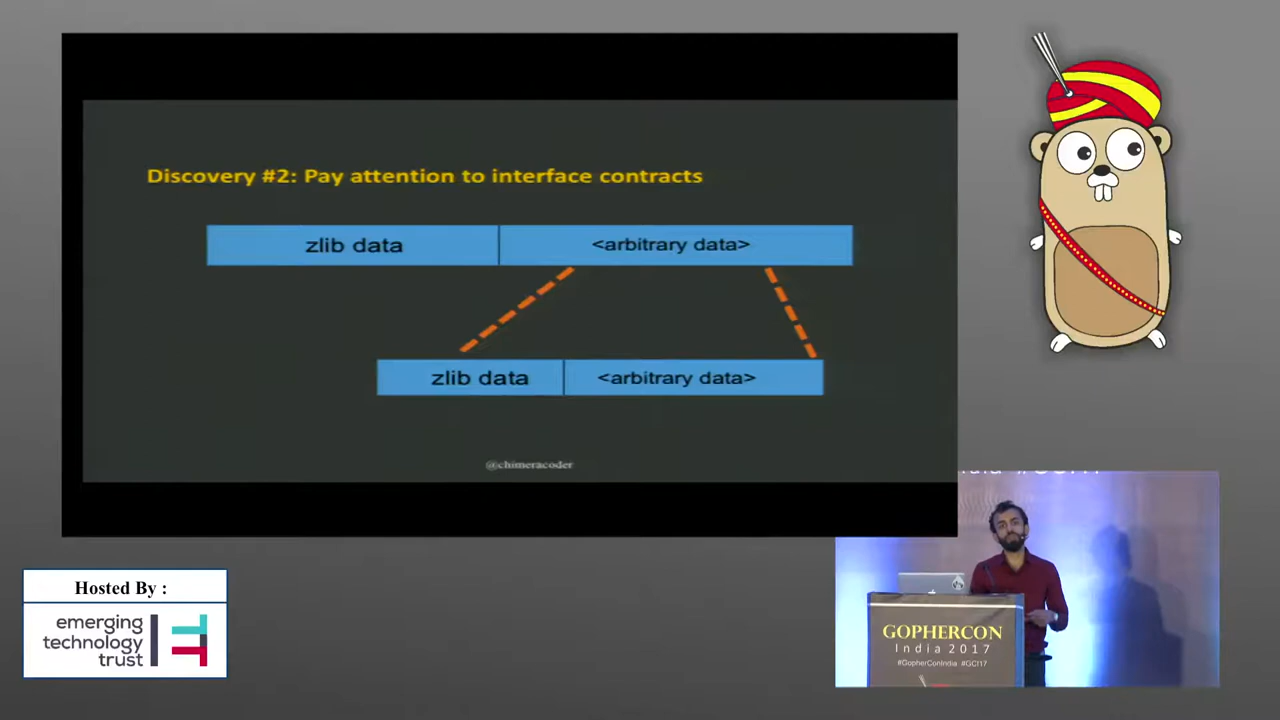 Discovery #2: Pay attention to interface contracts
zlib data
<arbitrary data>
zlib data
<arbitrary data>
@chimeracoder
Hosted By :
emerging
technology
trust
GOPHERCON
India 2017
#GopherConIndia #GCI17